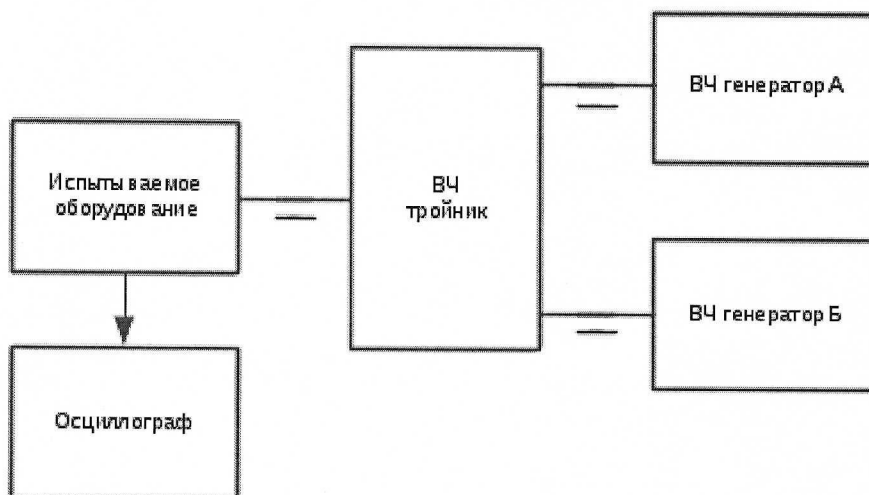 ВЧ генератор А
Испытываемое
оборудование
ВЧ
тройник
ВЧ генератор Б
Осциллограф